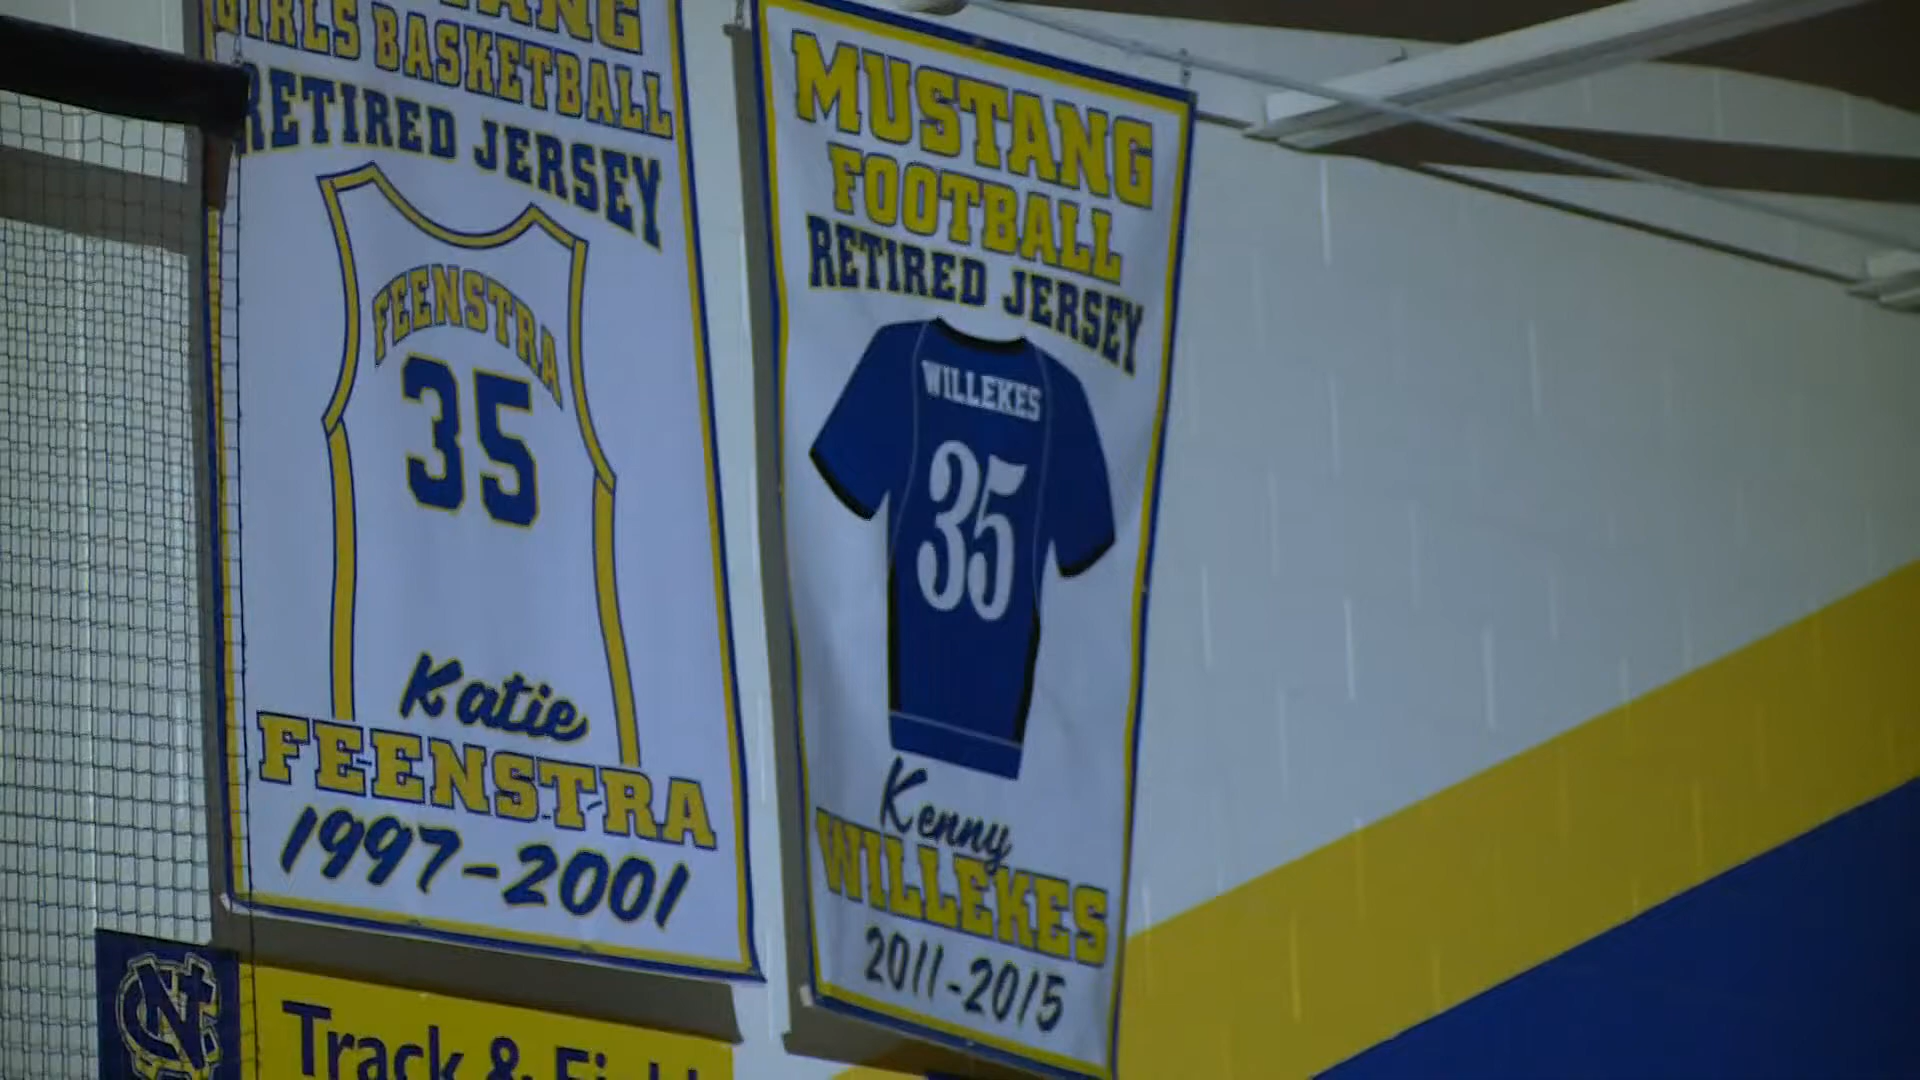 GIRLS BASKETBALL
RETIRED JERSEY
FEENSTRA
35
Katie
FEENSTRA
1997-2001
MUSTANG
FOOTBALL
RETIRED JERSEY
WILLEKES
35
Kenny
WILLEKES
2011-2015
NC
Track &